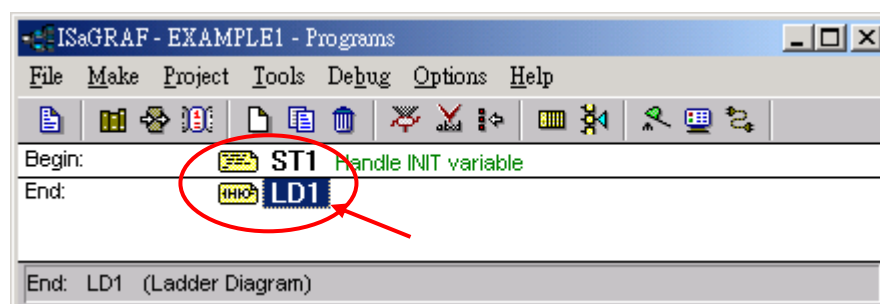 ISaGRAF - EXAMPLE1 - Programs
File Make Project Tools Debug Options Help
Begin: ST1 Handle INIT variable
End: LD1
End: LD1 (Ladder Diagram)